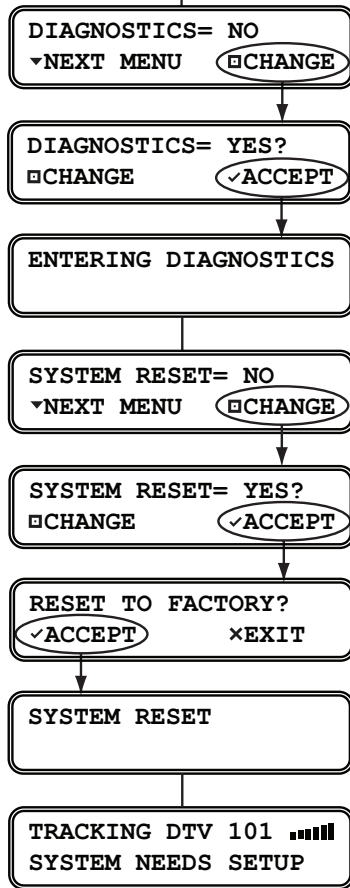 DIAGNOSTICS= NO
▾NEXT MENU ◘CHANGE
DIAGNOSTICS= YES?
◘CHANGE ✓ACCEPT
ENTERING DIAGNOSTICS
SYSTEM RESET= NO
▾NEXT MENU ◘CHANGE
SYSTEM RESET= YES?
◘CHANGE ✓ACCEPT
RESET TO FACTORY?
✓ACCEPT ×EXIT
SYSTEM RESET
TRACKING DTV 101
SYSTEM NEEDS SETUP